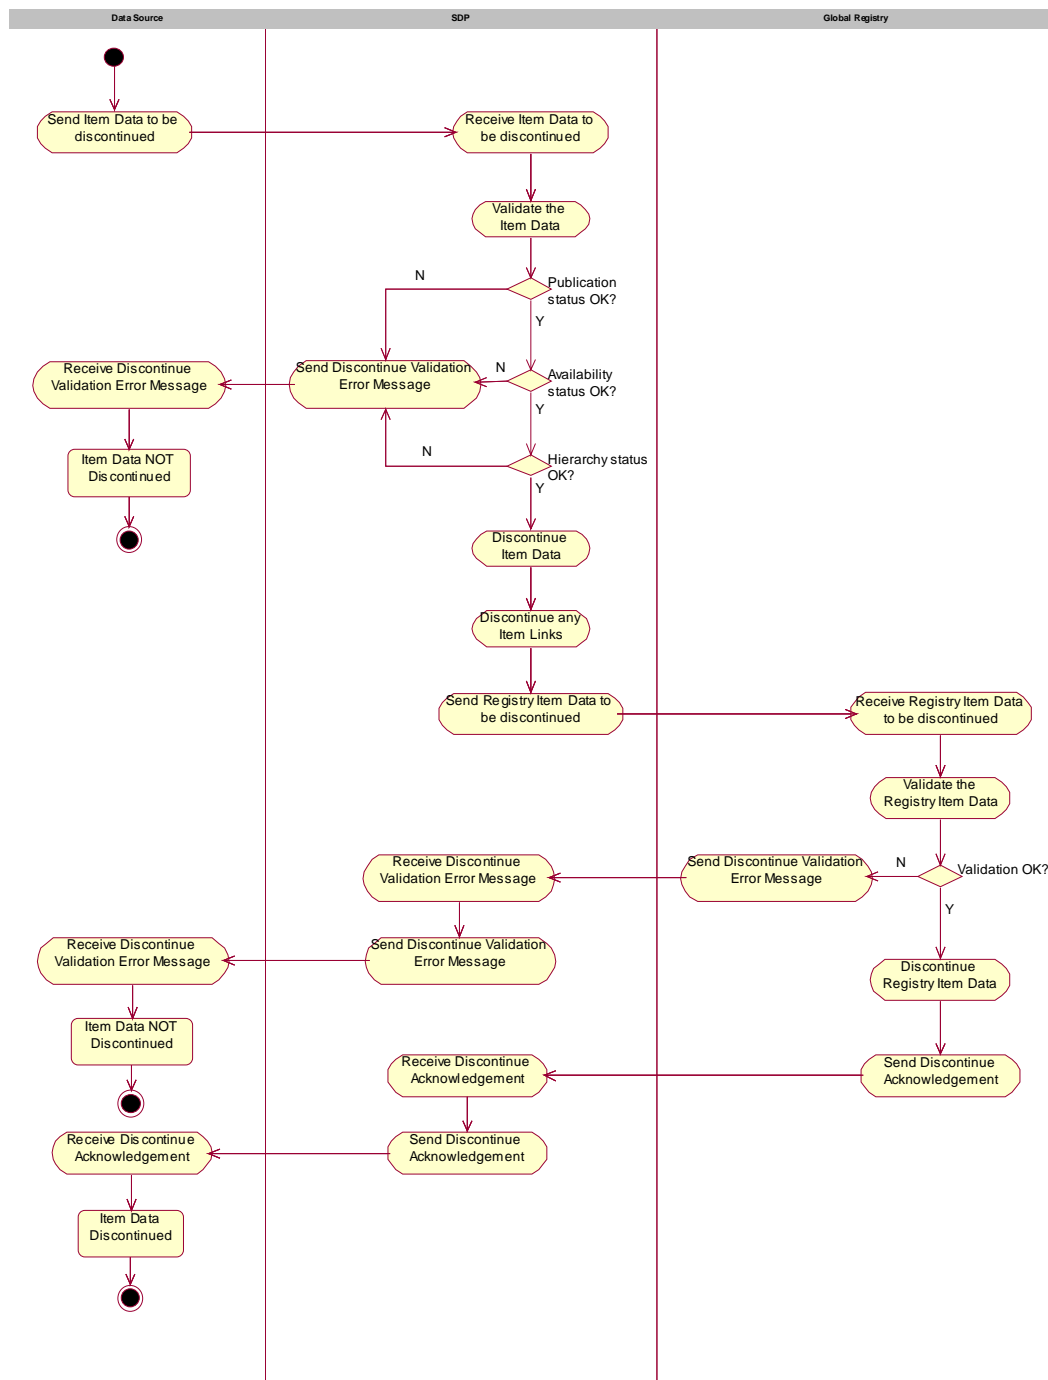 Data Source
SDP
Global Registry
Send Item Data to be
discontinued
Receive Item Data to
be discontinued
Validate the
Item Data
N
Publication
status OK?
Y
Receive Discontinue
Validation Error Message
Send Discontinue Validation
Error Message
N
Availability
status OK?
Y
Item Data NOT
Discontinued
N
Hierarchy status
OK?
Y
Discontinue
Item Data
Discontinue any
Item Links
Send Registry Item Data to
be discontinued
Receive Registry Item Data
to be discontinued
Validate the
Registry Item Data
Receive Discontinue
Validation Error Message
Send Discontinue Validation
Error Message
N
Validation OK?
Y
Receive Discontinue
Validation Error Message
Send Discontinue Validation
Error Message
Discontinue
Registry Item Data
Item Data NOT
Discontinued
Receive Discontinue
Acknowledgement
Send Discontinue
Acknowledgement
Receive Discontinue
Acknowledgement
Send Discontinue
Acknowledgement
Item Data
Discontinued